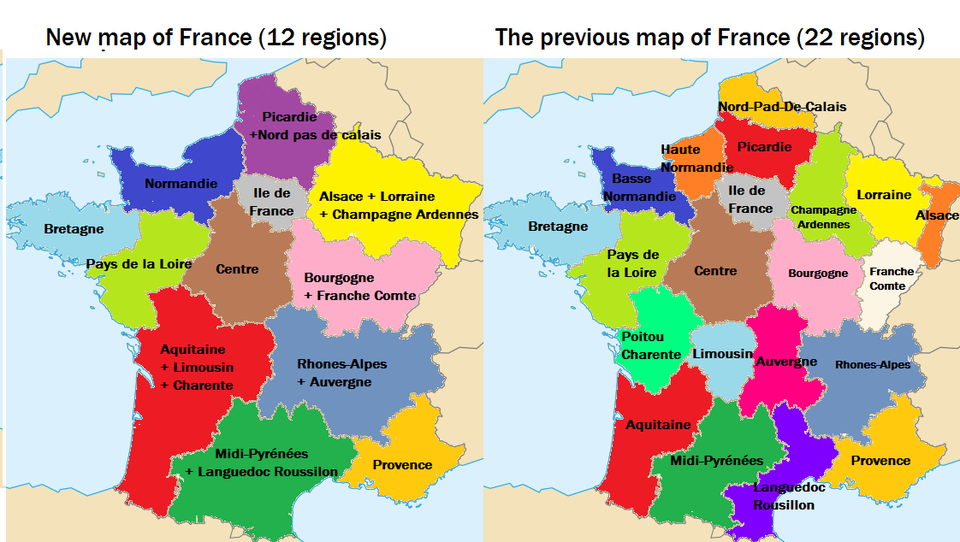 New map of France (12 regions)
Picardie
+Nord pas de calais
Normandie
Ile de
France
Alsace + Lorraine
+ Champagne Ardennes
Bretagne
Pays de la Loire
Centre
Bourgogne
+ Franche Comte
Aquitaine
+ Limousin
+ Charente
Rhones-Alpes
+ Auvergne
Midi-Pyrénées
+ Languedoc Roussilon
Provence
The previous map of France (22 regions)
Nord-Pad-De-Calais
Haute
Normandie
Picardie
Basse
Normandie
Ile de
France
Champagne
Ardennes
Lorraine
Alsace
Bretagne
Pays de
la Loire
Centre
Bourgogne
Franche
Comte
Poitou
Charente
Limousin
Auvergne
Rhones-Alpes
Aquitaine
Midi-Pyrénées
Languedoc
Rousillon
Provence